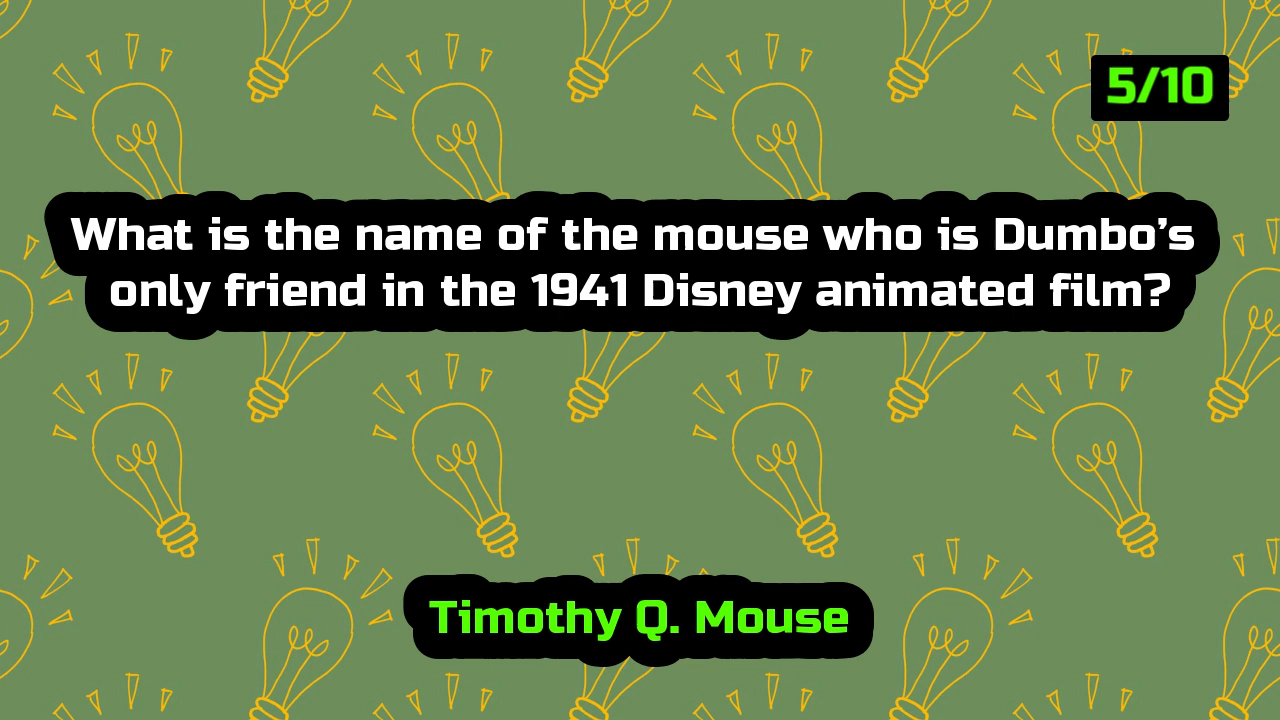 5/10
What is the name of the mouse who is Dumbo’s
only friend in the 1941 Disney animated film?
Timothy Q. Mouse